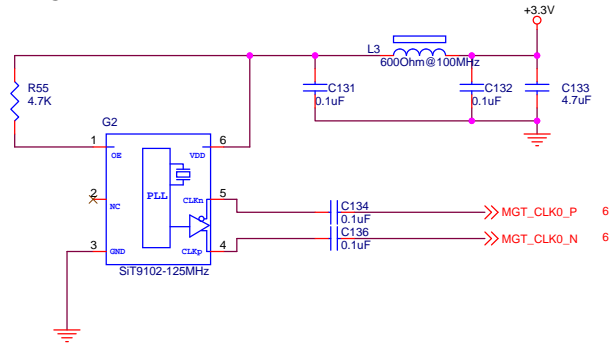 +3.3V
L3
600Ohm@100MHz
R55
4.7K
C131
0.1uF
C132
0.1uF
C133
4.7uF
G2
1
OE
VDD
6
2
NC
PLL
CLKn
5
3
GND
CLKp
4
SiT9102-125MHz
C134
0.1uF
MGT_CLK0_P 6
C136
0.1uF
MGT_CLK0_N 6